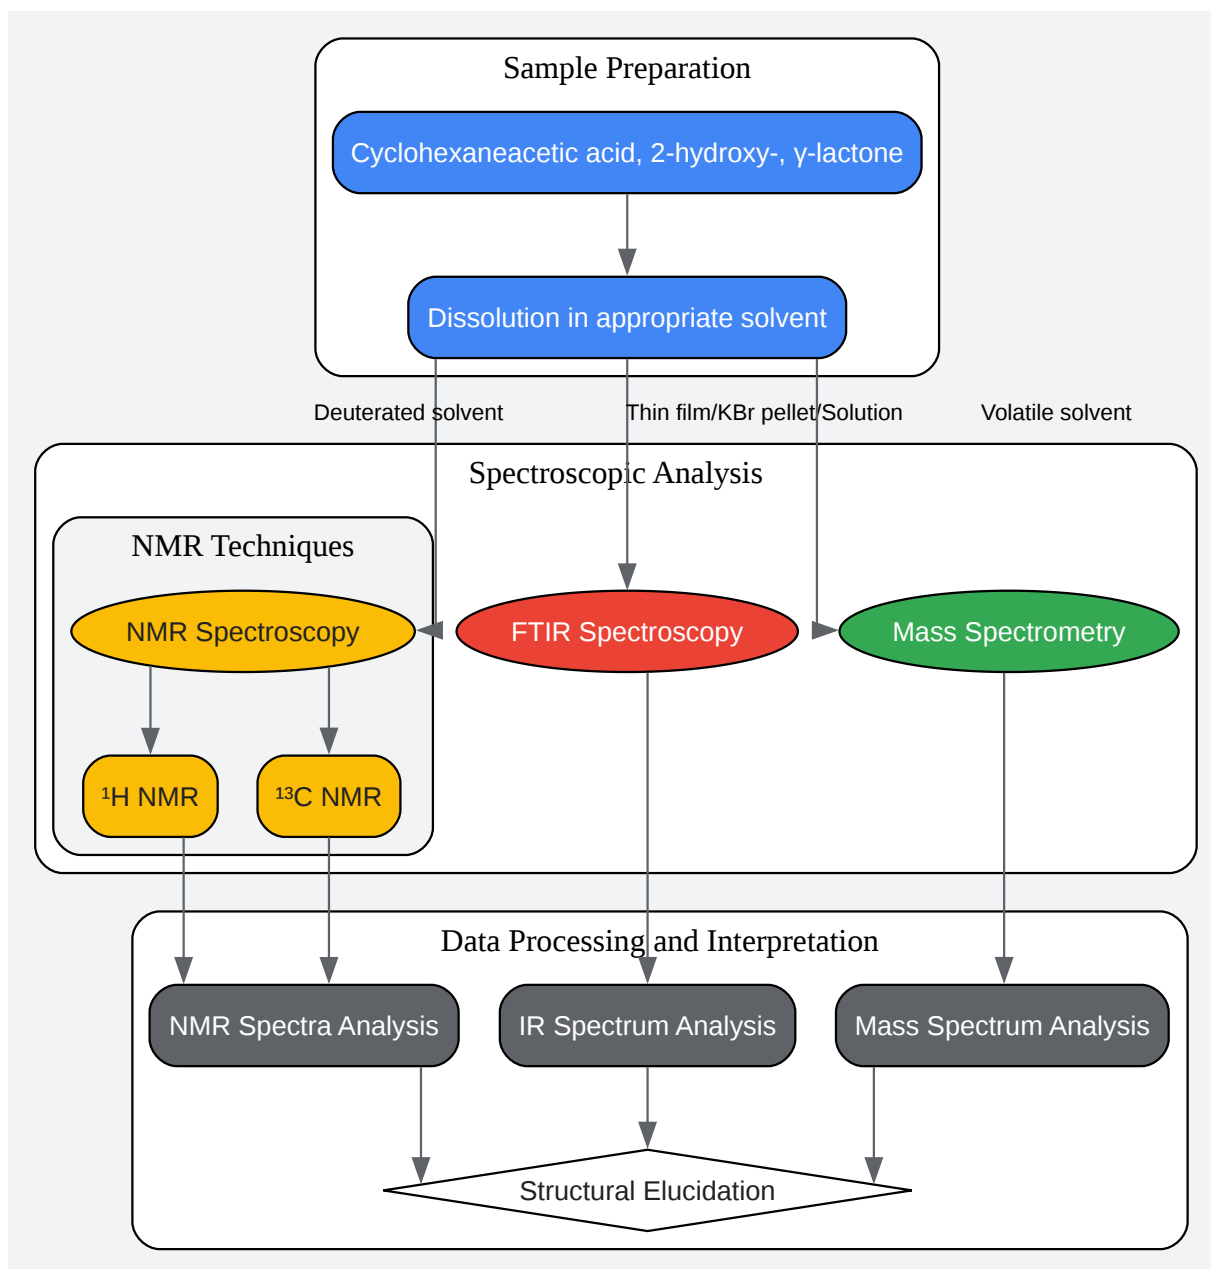 Sample Preparation
Cyclohexaneacetic acid, 2-hydroxy-, γ-lactone
Dissolution in appropriate solvent
Deuterated solvent
Thin film/KBr pellet/Solution
Volatile solvent
Spectroscopic Analysis
NMR Techniques
NMR Spectroscopy
FTIR Spectroscopy
Mass Spectrometry
¹H NMR
¹³C NMR
Data Processing and Interpretation
NMR Spectra Analysis
IR Spectrum Analysis
Mass Spectrum Analysis
Structural Elucidation